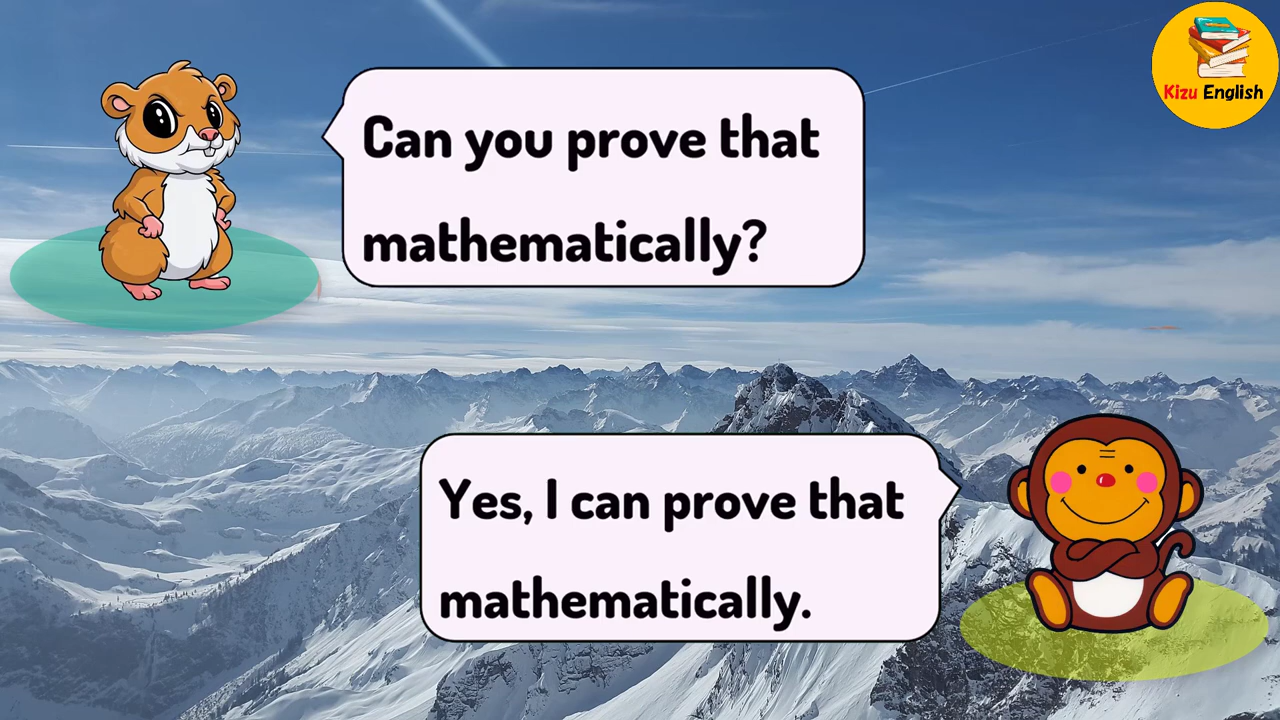 Kizu English
Can you prove that
mathematically?
Yes, I can prove that
mathematically.